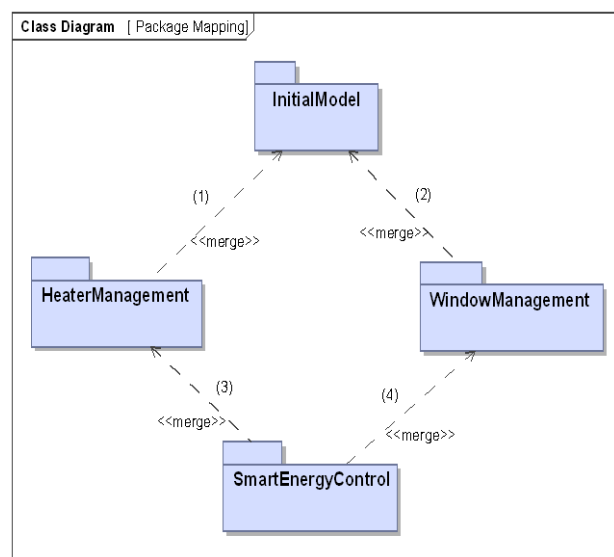 Class Diagram [ Package Mapping]
InitialModel
(1)
(2)
<<merge>>
<<merge>>
HeaterManagement
WindowManagement
(3)
(4)
<<merge>>
<<merge>>
SmartEnergyControl